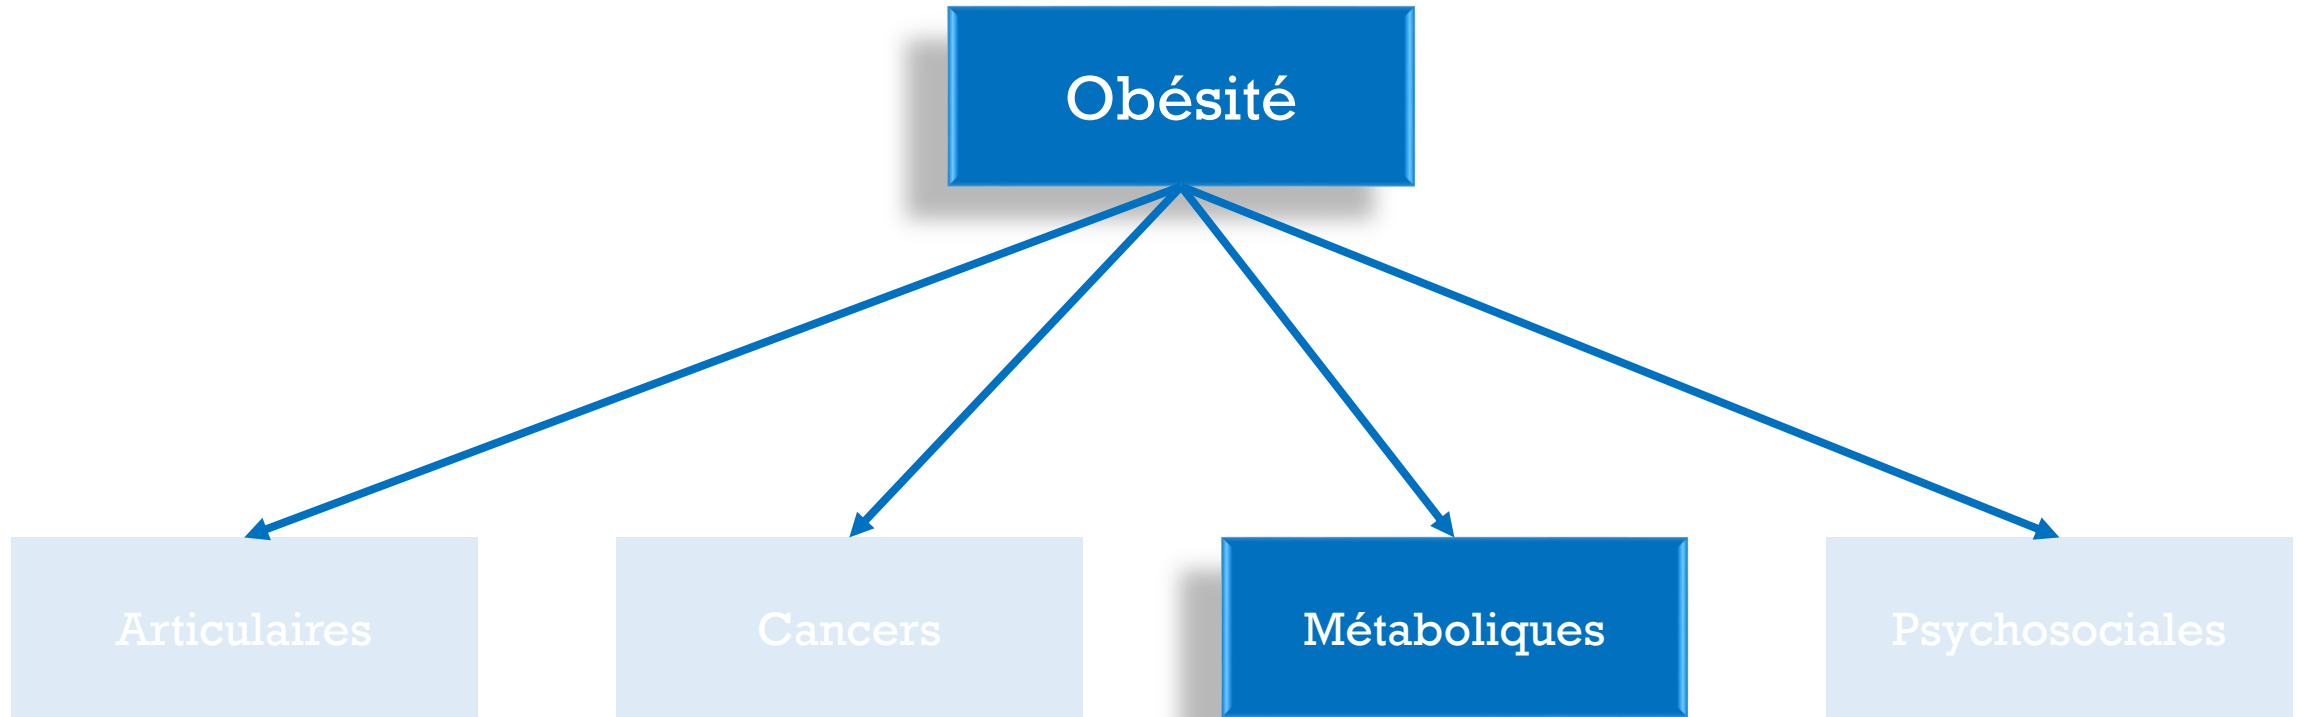 Obésité
Articulaires
Cancers
Métaboliques
Psychosociales